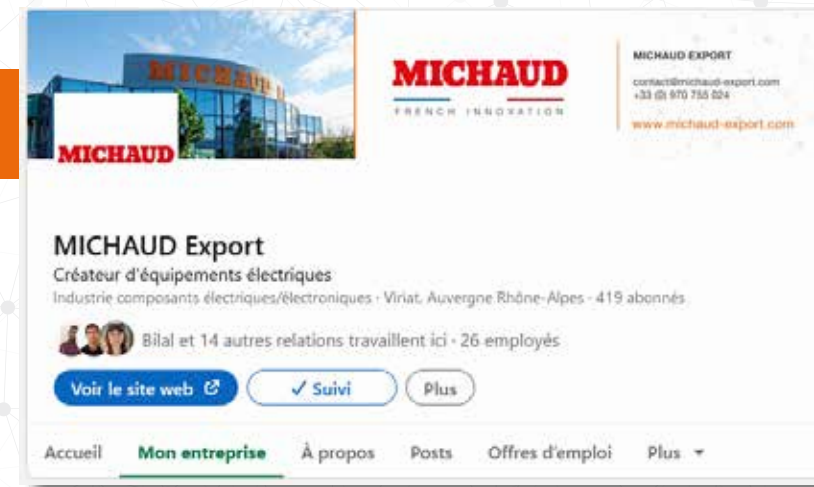 MICHAUD
MICHAUD
MICHAUD
FRENCH INNOVATION
MICHAUD EXPORT
contact@michaud-export.com
+33 (0) 970 755 024
www.michaud-export.com
MICHAUD Export
Créateur d'équipements électriques
Industrie composants électriques/électroniques · Viriat, Auvergne Rhône-Alpes · 419 abonnés
Bilal et 14 autres relations travaillent ici · 26 employés
Voir le site web
Suivi
Plus
Accueil Mon entreprise À propos Posts Offres d'emploi Plus